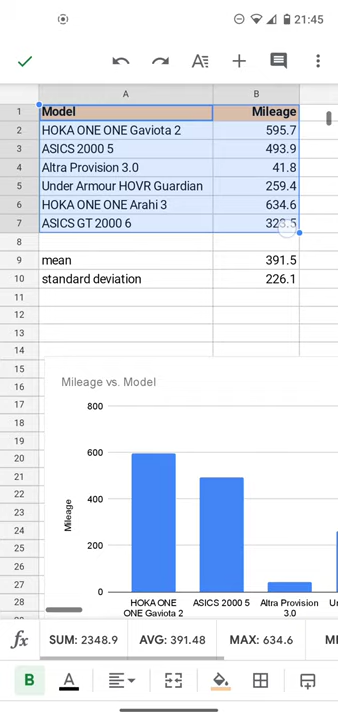 21:45
A B
1 Model Mileage
2 HOKA ONE ONE Gaviota 2 595.7
3 ASICS 2000 5 493.9
4 Altra Provision 3.0 41.8
5 Under Armour HOVR Guardian 259.4
6 HOKA ONE ONE Arahi 3 634.6
7 ASICS GT 2000 6 323.5
8
9 mean 391.5
10 standard deviation 226.1
11
12
13
14
15
16 Mileage vs. Model
17 800
18
19
20 600
21
22
23 400
24
25 Mileage
26 200
27
28 0
HOKA ONE ONE ONE Gaviota 2 ASICS 2000 5 Altra Provision 3.0 Un
fx SUM: 2348.9 AVG: 391.48 MAX: 634.6 MI
B A